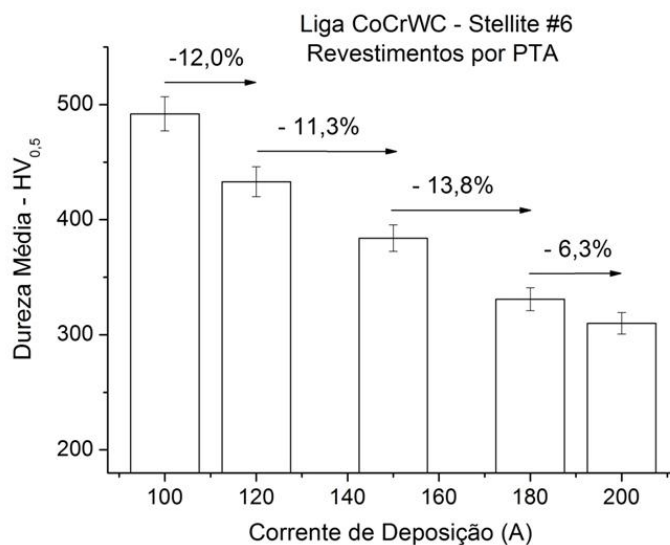 Liga CoCrWC - Stellite #6
Revestimentos por PTA
-12,0%
- 11,3%
- 13,8%
- 6,3%
Dureza Média - HV0,5
500
400
300
200
100 120 140 160 180 200
Corrente de Deposição (A)